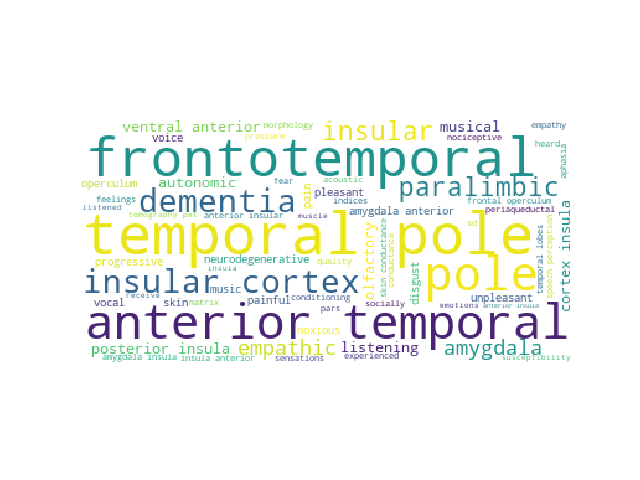 ventral anterior
morphology
insular
musical
empathy
voice
pressure
nociceptive
heard
frontotemporal
aphasia
operculum
autonomic
fear
acoustic
pain
paralimbic
frontal operculum
feelings
dementia
pleasant
indices
listened
amygdala anterior
periaqueductal
tomography pet
anterior insular
muscle
sd
temporal pole
olfactory
skin conductance
conductance
temporal lobes
speech perception
cortex insula
progressive
neurodegenerative
quality
disgust
pole
insula
insular cortex
music
receive
matrix
vocal
skin
painful
conditioning
socially
unpleasant
emotions
anterior insula
pars
anterior temporal
noxious
posterior insula
empathic
listening
amygdala
amygdala insula
insula anterior
sensations
experienced
susceptibility